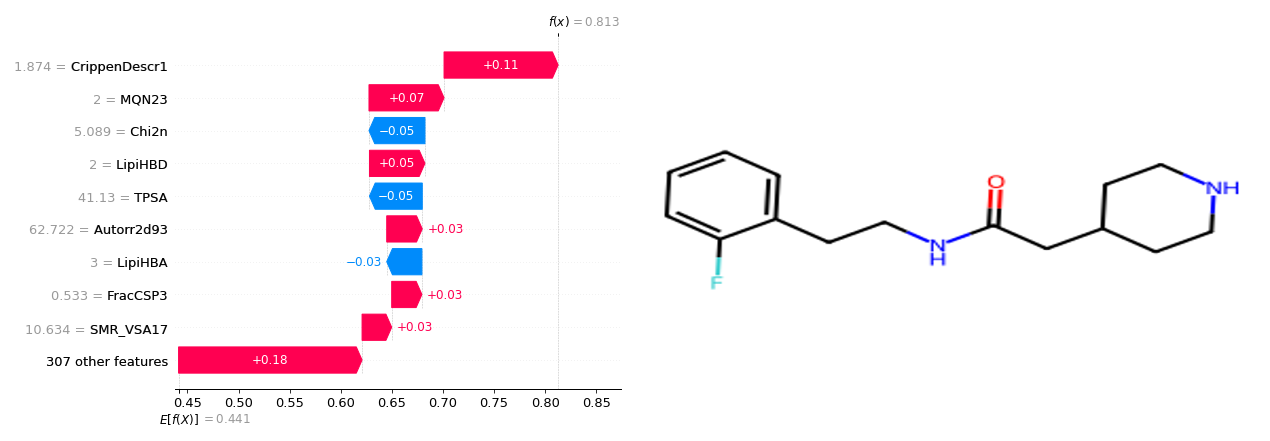 f(x) = 0.813
1.874 = CrippenDescr1
+0.11
2 = MQN23
+0.07
5.089 = Chi2n
−0.05
2 = LipiHBD
+0.05
41.13 = TPSA
−0.05
62.722 = Autorr2d93
+0.03
3 = LipiHBA
−0.03
0.533 = FracCSP3
+0.03
10.634 = SMR_VSA17
+0.03
307 other features
+0.18
0.45 0.50 0.55 0.60 0.65 0.70 0.75 0.80 0.85
E[f(X)] = 0.441
O
NH
N
H
F